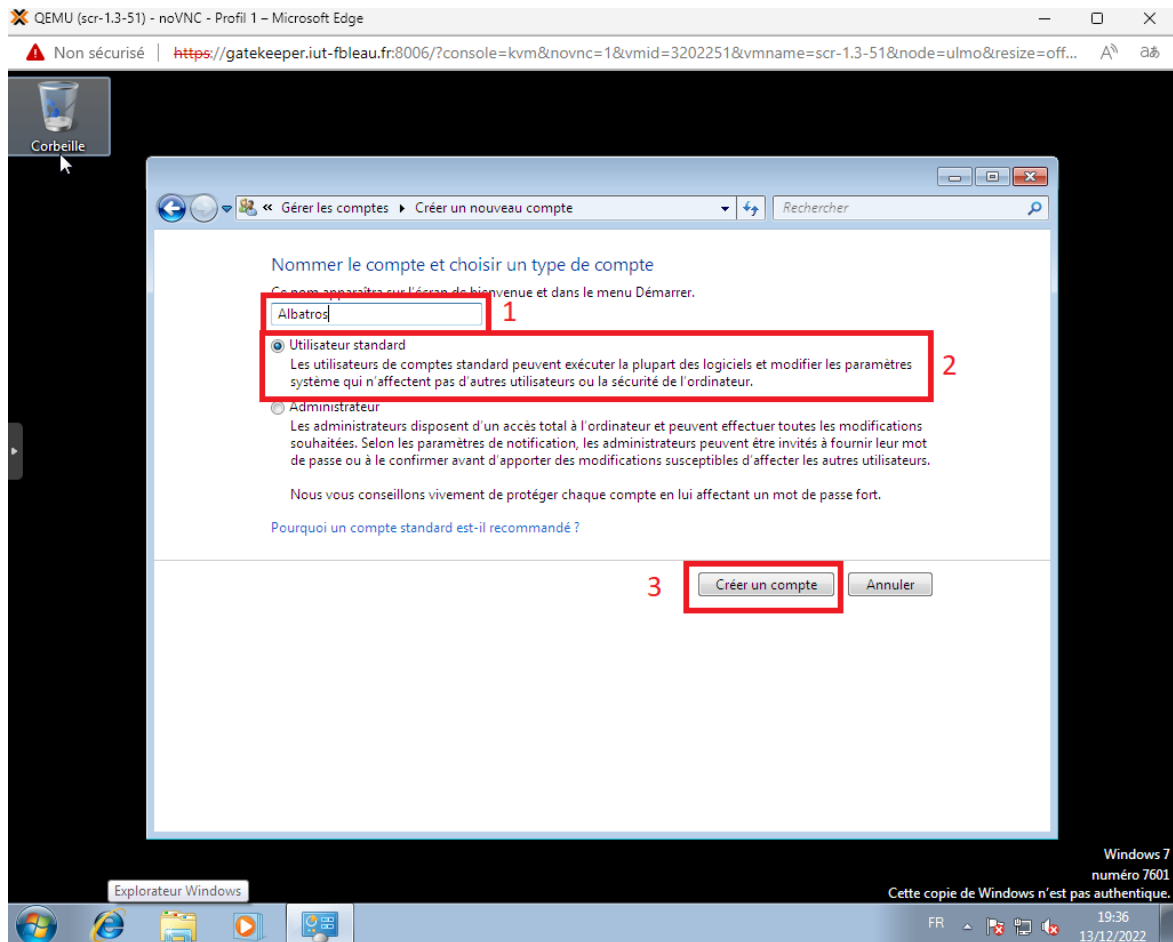 QEMU (scr-1.3-51) - noVNC - Profil 1 – Microsoft Edge
Non sécurisé https://gatekeeper.iut-fbleau.fr:8006/?console=kvm&novnc=1&vmid=3202251&vmname=scr-1.3-51&node=ulmo&resize=off...
Corbeille
« Gérer les comptes Créer un nouveau compte Rechercher
Nommer le compte et choisir un type de compte
Ce nom apparaîtra sur l'écran de bienvenue et dans le menu Démarrer.
Albatros 1
Utilisateur standard
Les utilisateurs de comptes standard peuvent exécuter la plupart des logiciels et modifier les paramètres
système qui n'affectent pas d'autres utilisateurs ou la sécurité de l'ordinateur.
2
Administrateur
Les administrateurs disposent d'un accès total à l'ordinateur et peuvent effectuer toutes les modifications
souhaitées. Selon les paramètres de notification, les administrateurs peuvent être invités à fournir leur mot
de passe ou à le confirmer avant d'apporter des modifications susceptibles d'affecter les autres utilisateurs.
Nous vous conseillons vivement de protéger chaque compte en lui affectant un mot de passe fort.
Pourquoi un compte standard est-il recommandé ?
3 Créer un compte Annuler
Windows 7
numéro 7601
Cette copie de Windows n'est pas authentique.
Explorateur Windows
FR 19:36
13/12/2022